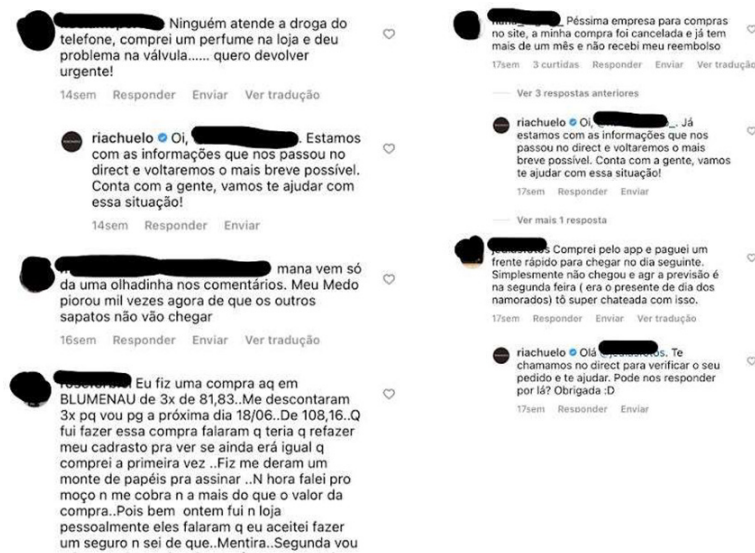 Ninguém atende a droga do
telefone, comprei um perfume na loja e deu
problema na válvula...... quero devolver
urgente!
14sem Responder Enviar Ver tradução
riachuelo Oi, . Estamos
com as informações que nos passou no
direct e voltaremos o mais breve possível.
Conta com a gente, vamos te ajudar com
essa situação!
14sem Responder Enviar
mana vem só
da uma olhadinha nos comentários. Meu Medo
piorou mil vezes agora de que os outros
sapatos não vão chegar
16sem Responder Enviar Ver tradução
Eu fiz uma compra aq em
BLUMENAU de 3x de 81,83..Me descontaram
3x pq vou pg a próxima dia 18/06..De 108,16..Q
fui fazer essa compra falaram q teria q refazer
meu cadrasto pra ver se ainda erá igual q
comprei a primeira vez ..Fiz me deram um
monte de papéis pra assinar ..N hora falei pro
moço n me cobra n a mais do que o valor da
compra..Pois bem ontem fui n loja
pessoalmente eles falaram q eu aceitei fazer
um seguro n sei de que..Mentira..Segunda vou
Péssima empresa para compras
no site, a minha compra foi cancelada e já tem
mais de um mês e não recebi meu reembolso
17sem 3 curtidas Responder Enviar Ver tradução
Ver 3 respostas anteriores
riachuelo Oi, _. Já
estamos com as informações que nos
passou no direct e voltaremos o mais
breve possível. Conta com a gente, vamos
te ajudar com essa situação!
17sem Responder Enviar
Ver mais 1 resposta
Comprei pelo app e paguei um
frente rápido para chegar no dia seguinte.
Simplesmente não chegou e agr a previsão é
na segunda feira ( era o presente de dia dos
namorados) tô super chateada com isso.
17sem Responder Enviar Ver tradução
riachuelo Olá . Te
chamamos no direct para verificar o seu
pedido e te ajudar. Pode nos responder
por lá? Obrigada :D
17sem Responder Enviar